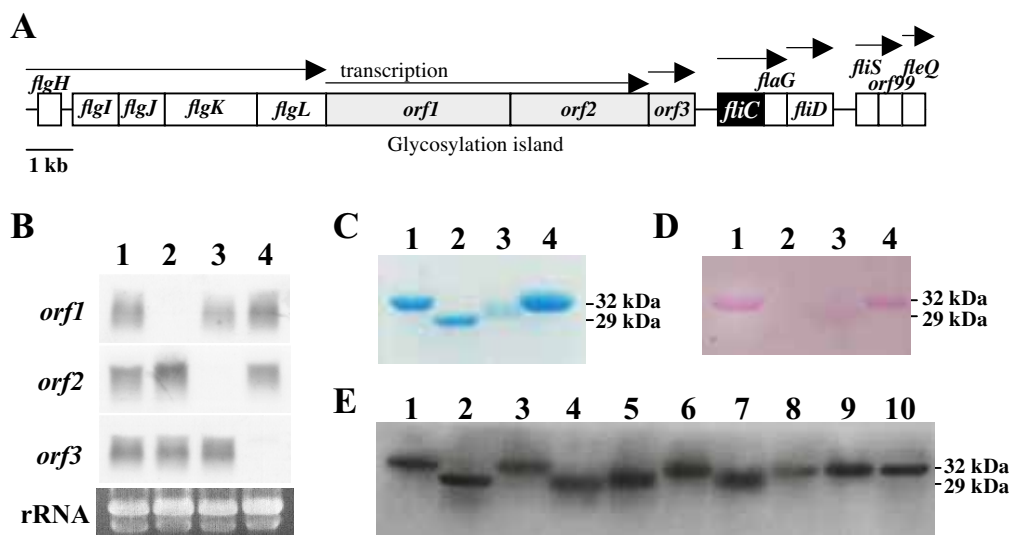 A
flgH
transcription
flaG
fliS
orf99
fleQ
flgI flgJ flgK flgL orf1 orf2 orf3 fliC fliD
Glycosylation island
1 kb
B
1 2 3 4
orf1
orf2
orf3
rRNA
C
1 2 3 4
32 kDa
29 kDa
D
1 2 3 4
32 kDa
29 kDa
E
1 2 3 4 5 6 7 8 9 10
32 kDa
29 kDa